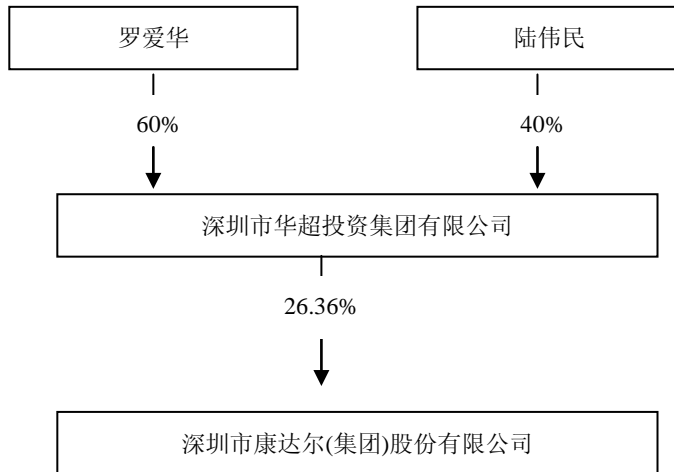 罗爱华
陆伟民
60%
40%
深圳市华超投资集团有限公司
26.36%
深圳市康达尔(集团)股份有限公司